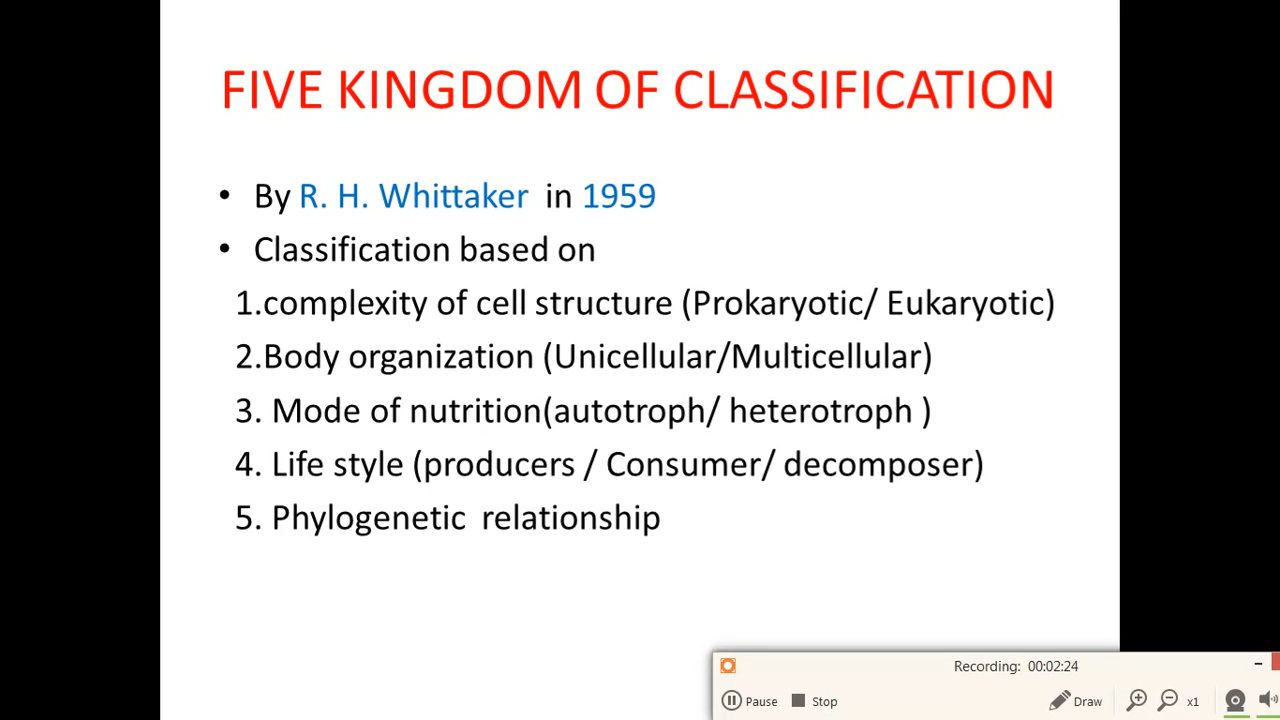 FIVE KINGDOM OF CLASSIFICATION
• By R. H. Whittaker in 1959
• Classification based on
1.complexity of cell structure (Prokaryotic/ Eukaryotic)
2.Body organization (Unicellular/Multicellular)
3. Mode of nutrition(autotroph/ heterotroph )
4. Life style (producers / Consumer/ decomposer)
5. Phylogenetic relationship
Recording: 00:02:24
Pause Stop Draw x1